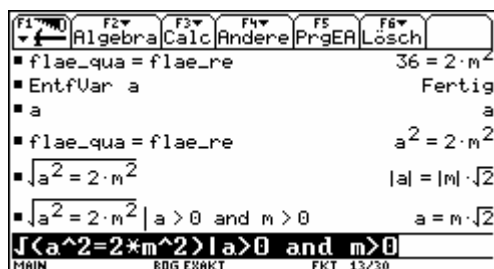 F1 F2 Algebra F3 Calc F4 Andere F5 PrgEA F6 Lösch
flae_qua = flae_re 36 = 2·m²
EntfVar a Fertig
a a
flae_qua = flae_re a² = 2·m²
√a² = 2·m² |a| = |m|·√2
√a² = 2·m² | a > 0 and m > 0 a = m·√2
√(a^2=2*m^2)|a>0 and m>0
MAIN BOG EXAKT FKT 13/30